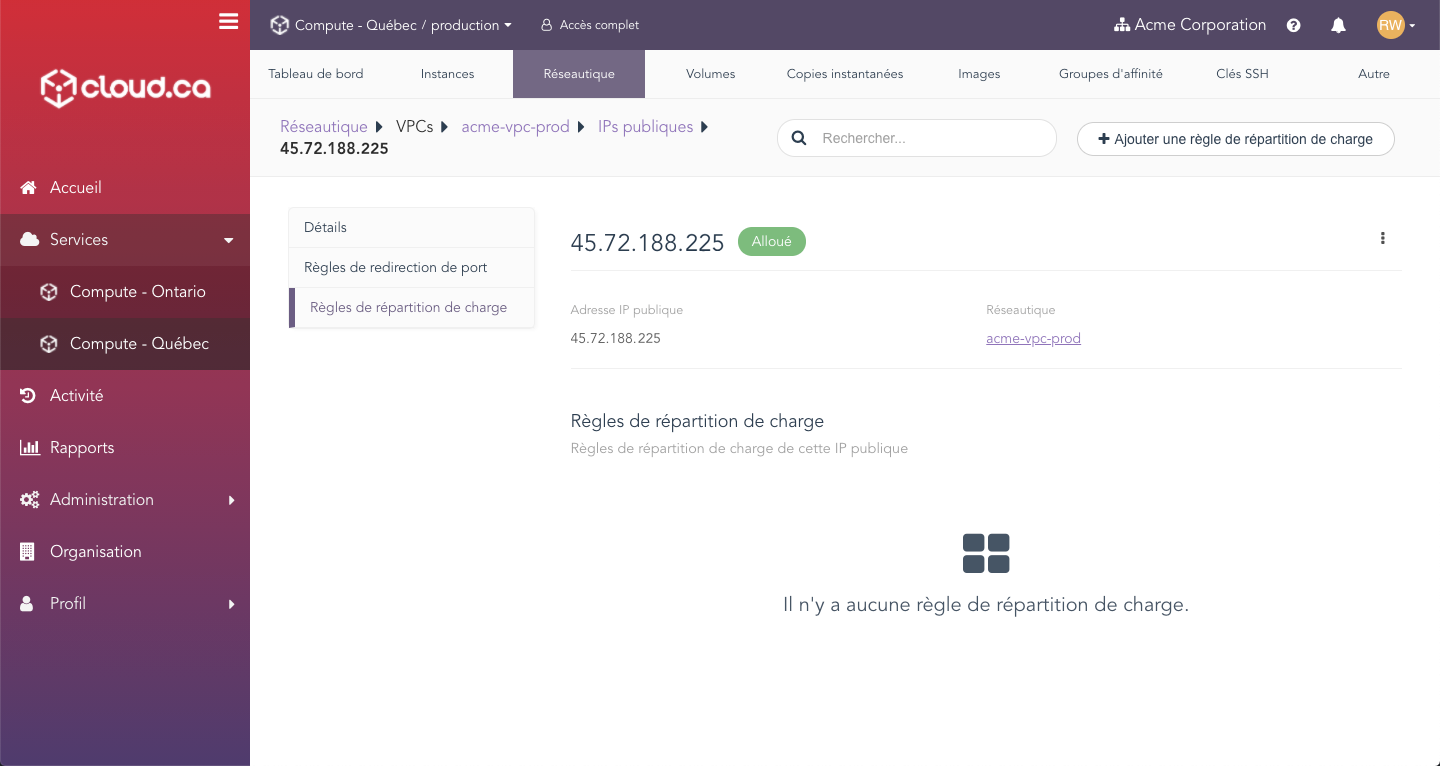 cloud.ca
Accueil
Services
Compute - Ontario
Compute - Québec
Activité
Rapports
Administration
Organisation
Profil
Compute - Québec / production
Accès complet
Acme Corporation
RW
Tableau de bord
Instances
Réseautique
Volumes
Copies instantanées
Images
Groupes d'affinité
Clés SSH
Autre
Réseautique VPCs acme-vpc-prod IPs publiques
45.72.188.225
Rechercher...
Ajouter une règle de répartition de charge
Détails
Règles de redirection de port
Règles de répartition de charge
45.72.188.225 Alloué
Adresse IP publique
45.72.188.225
Réseautique
acme-vpc-prod
Règles de répartition de charge
Règles de répartition de charge de cette IP publique
Il n'y a aucune règle de répartition de charge.